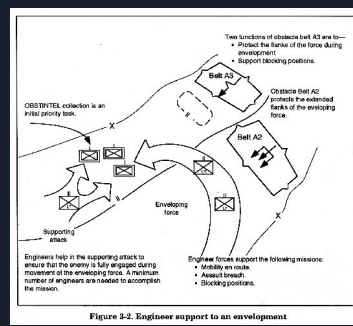 Two functions of obstacle belt A3 are to—
• Protect the flanks of the force during
envelopment.
• Support blocking positions.
Belt A3
Obstacle Belt A2
protects the extended
flanks of the eveloping
force.
OBSTINTEL collection is an
initial priority task.
X
Belt A2
II
Enveloping
force
Supporting
attack
X
Engineers help in the supporting attack to
ensure that the enemy is fully engaged during
movement of the enveloping force. A minimum
number of engineers are needed to accomplish
the mission.
Engineer forces support the following missions:
• Mobility en route.
• Assault breach.
• Blocking positions.
Figure 3-2. Engineer support to an envelopment